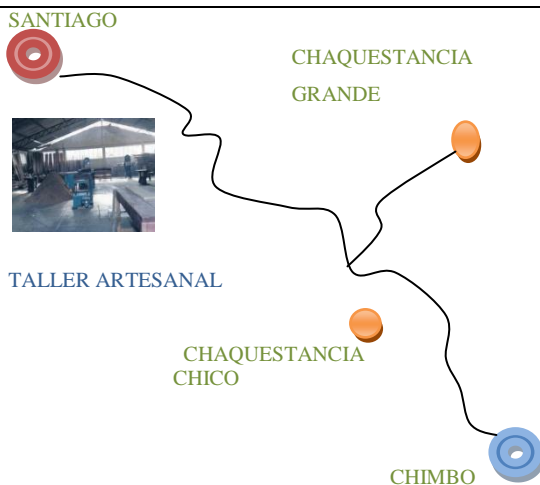 SANTIAGO
CHAQUESTANCIA
GRANDE
TALLER ARTESANAL
CHAQUESTANCIA
CHICO
CHIMBO